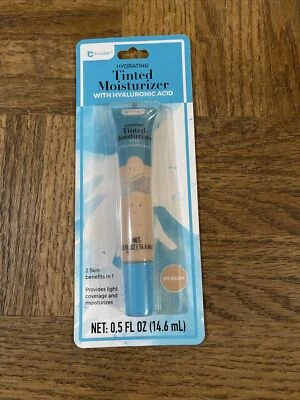 HYDRATING
Tinted
Moisturizer
WITH HYALURONIC ACID
Tinted
Moisturizer
2 Skin
benefits in 1
Provides light
coverage and
moisturizes
MEDIUM
NET: 0.5 FL OZ (14.6 mL)